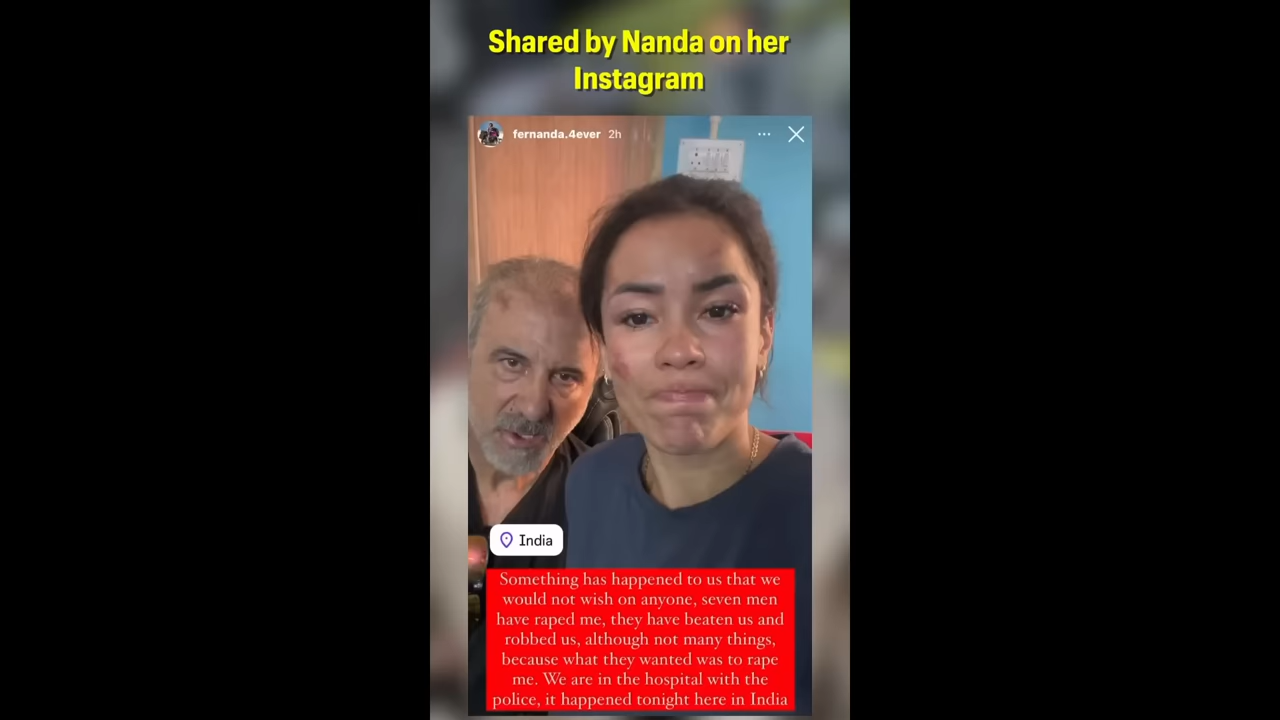 Shared by Nanda on her
Instagram
fernanda.4ever 2h
India
Something has happened to us that we
would not wish on anyone, seven men
have raped me, they have beaten us and
robbed us, although not many things,
because what they wanted was to rape
me. We are in the hospital with the
police, it happened tonight here in India